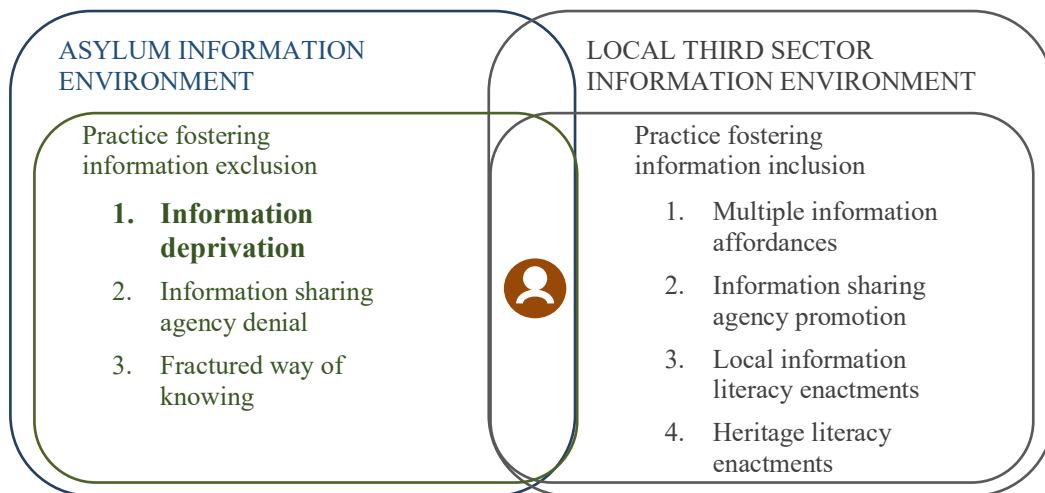 ASYLUM INFORMATION
ENVIRONMENT
Practice fostering
information exclusion
1. Information
deprivation
2. Information sharing
agency denial
3. Fractured way of
knowing
LOCAL THIRD SECTOR
INFORMATION ENVIRONMENT
Practice fostering
information inclusion
1. Multiple information
affordances
2. Information sharing
agency promotion
3. Local information
literacy enactments
4. Heritage literacy
enactments